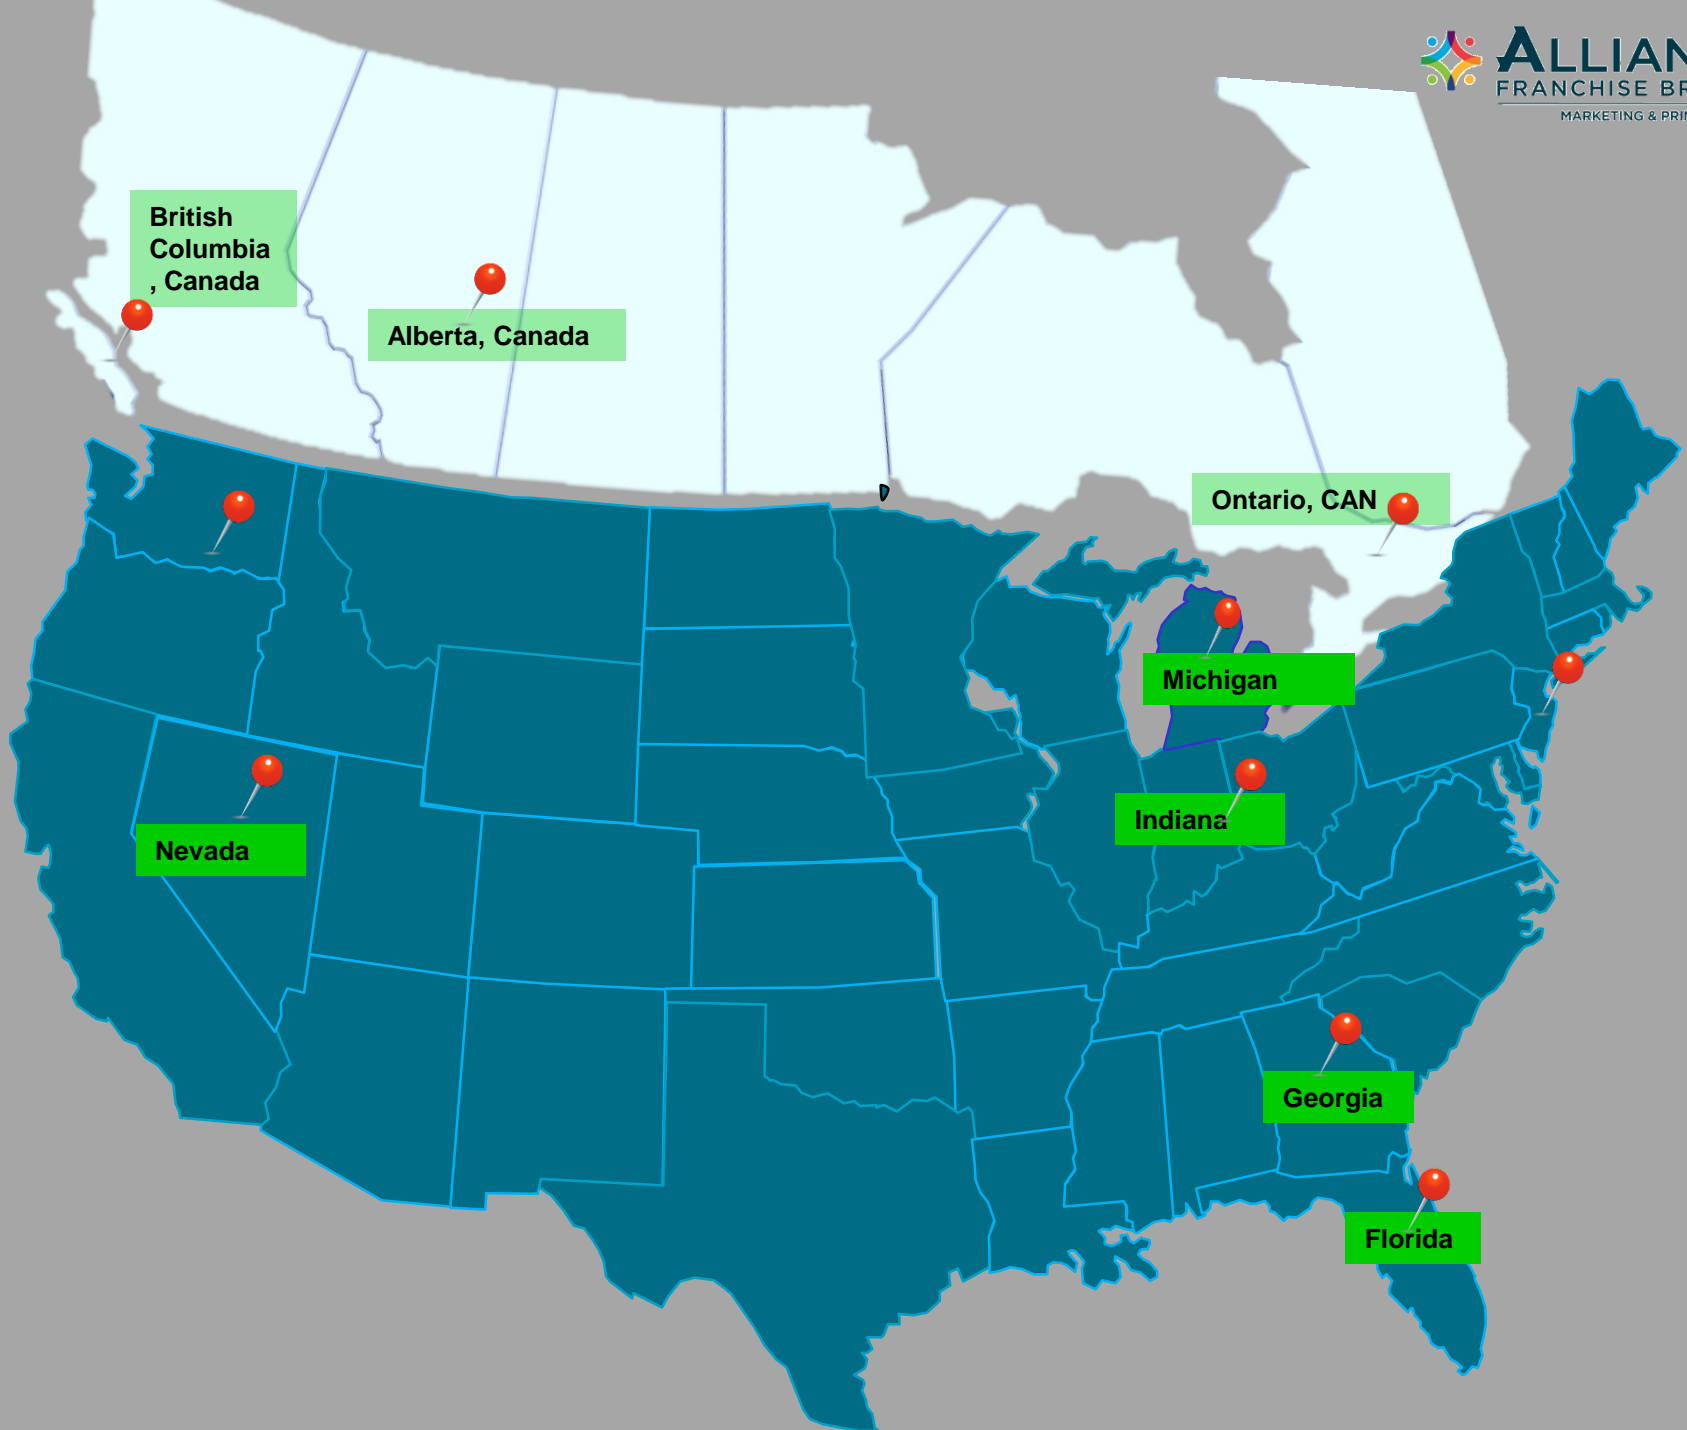 ALLIAN
FRANCHISE BR
MARKETING & PRI
British
Columbia
, Canada
Alberta, Canada
Ontario, CAN
Michigan
Indiana
Nevada
Georgia
Florida